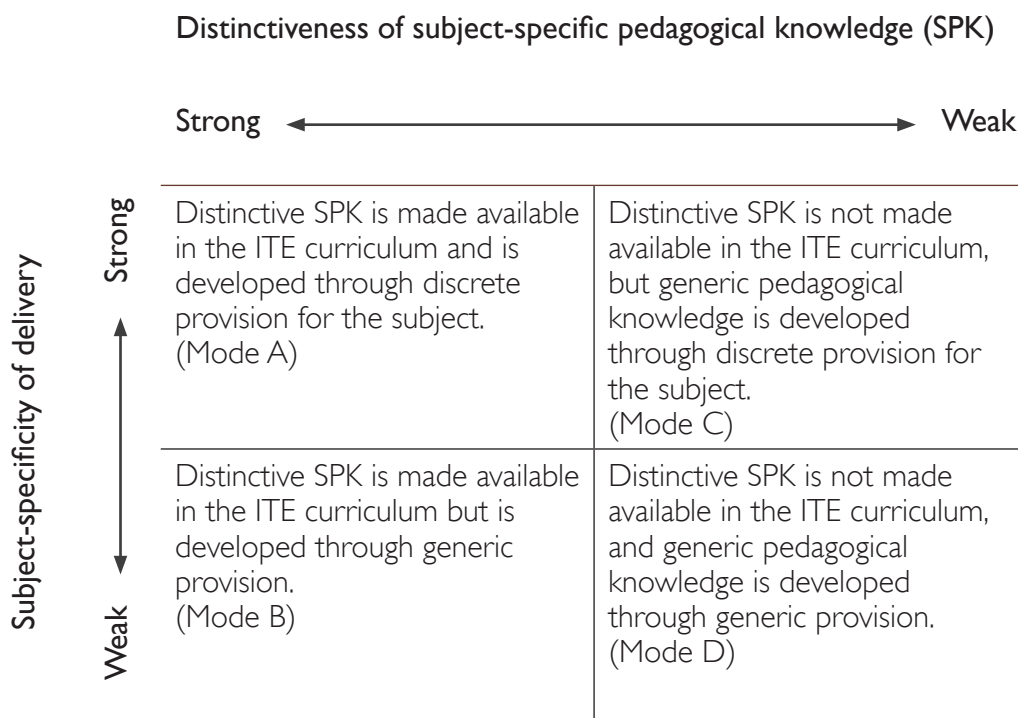 Distinctiveness of subject-specific pedagogical knowledge (SPK)
Strong
Weak
Subject-specificity of delivery
Strong
Weak
Distinctive SPK is made available
in the ITE curriculum and is
developed through discrete
provision for the subject.
(Mode A)
Distinctive SPK is not made
available in the ITE curriculum,
but generic pedagogical
knowledge is developed
through discrete provision for
the subject.
(Mode C)
Distinctive SPK is made available
in the ITE curriculum but is
developed through generic
provision.
(Mode B)
Distinctive SPK is not made
available in the ITE curriculum,
and generic pedagogical
knowledge is developed
through generic provision.
(Mode D)